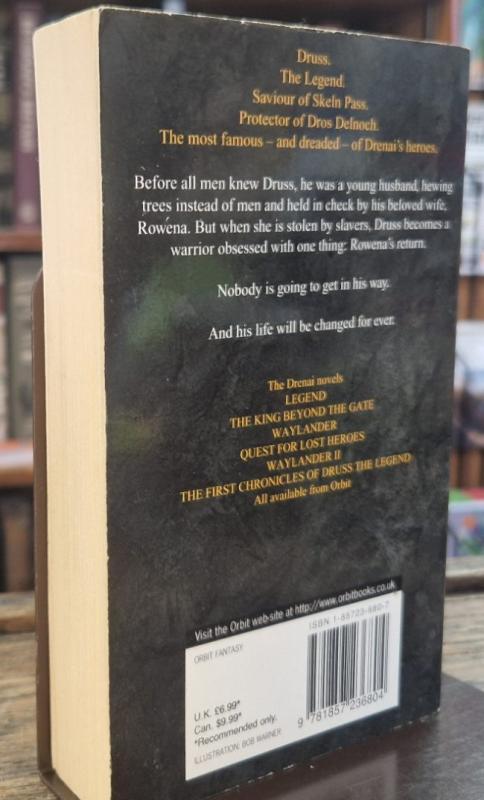 Druss.
The Legend.
Saviour of Skeln Pass.
Protector of Dros Delnoch.
The most famous – and dreaded – of Drenai's heroes.
Before all men knew Druss, he was a young husband, hewing
trees instead of men and held in check by his beloved wife,
Rowena. But when she is stolen by slavers, Druss becomes a
warrior obsessed with one thing: Rowena's return.
Nobody is going to get in his way.
And his life will be changed for ever.
The Drenai novels
LEGEND
THE KING BEYOND THE GATE
WAYLANDER
QUEST FOR LOST HEROES
WAYLANDER II
THE FIRST CHRONICLES OF DRUSS THE LEGEND
All available from Orbit
Visit the Orbit web-site at http://www.orbitbooks.co.uk
ORBIT FANTASY
ISBN 1-85723-680-7
U.K. £6.99*
Can. $9.99*
*Recommended only.
ILLUSTRATION: BOB WARNER
9 781857 236804